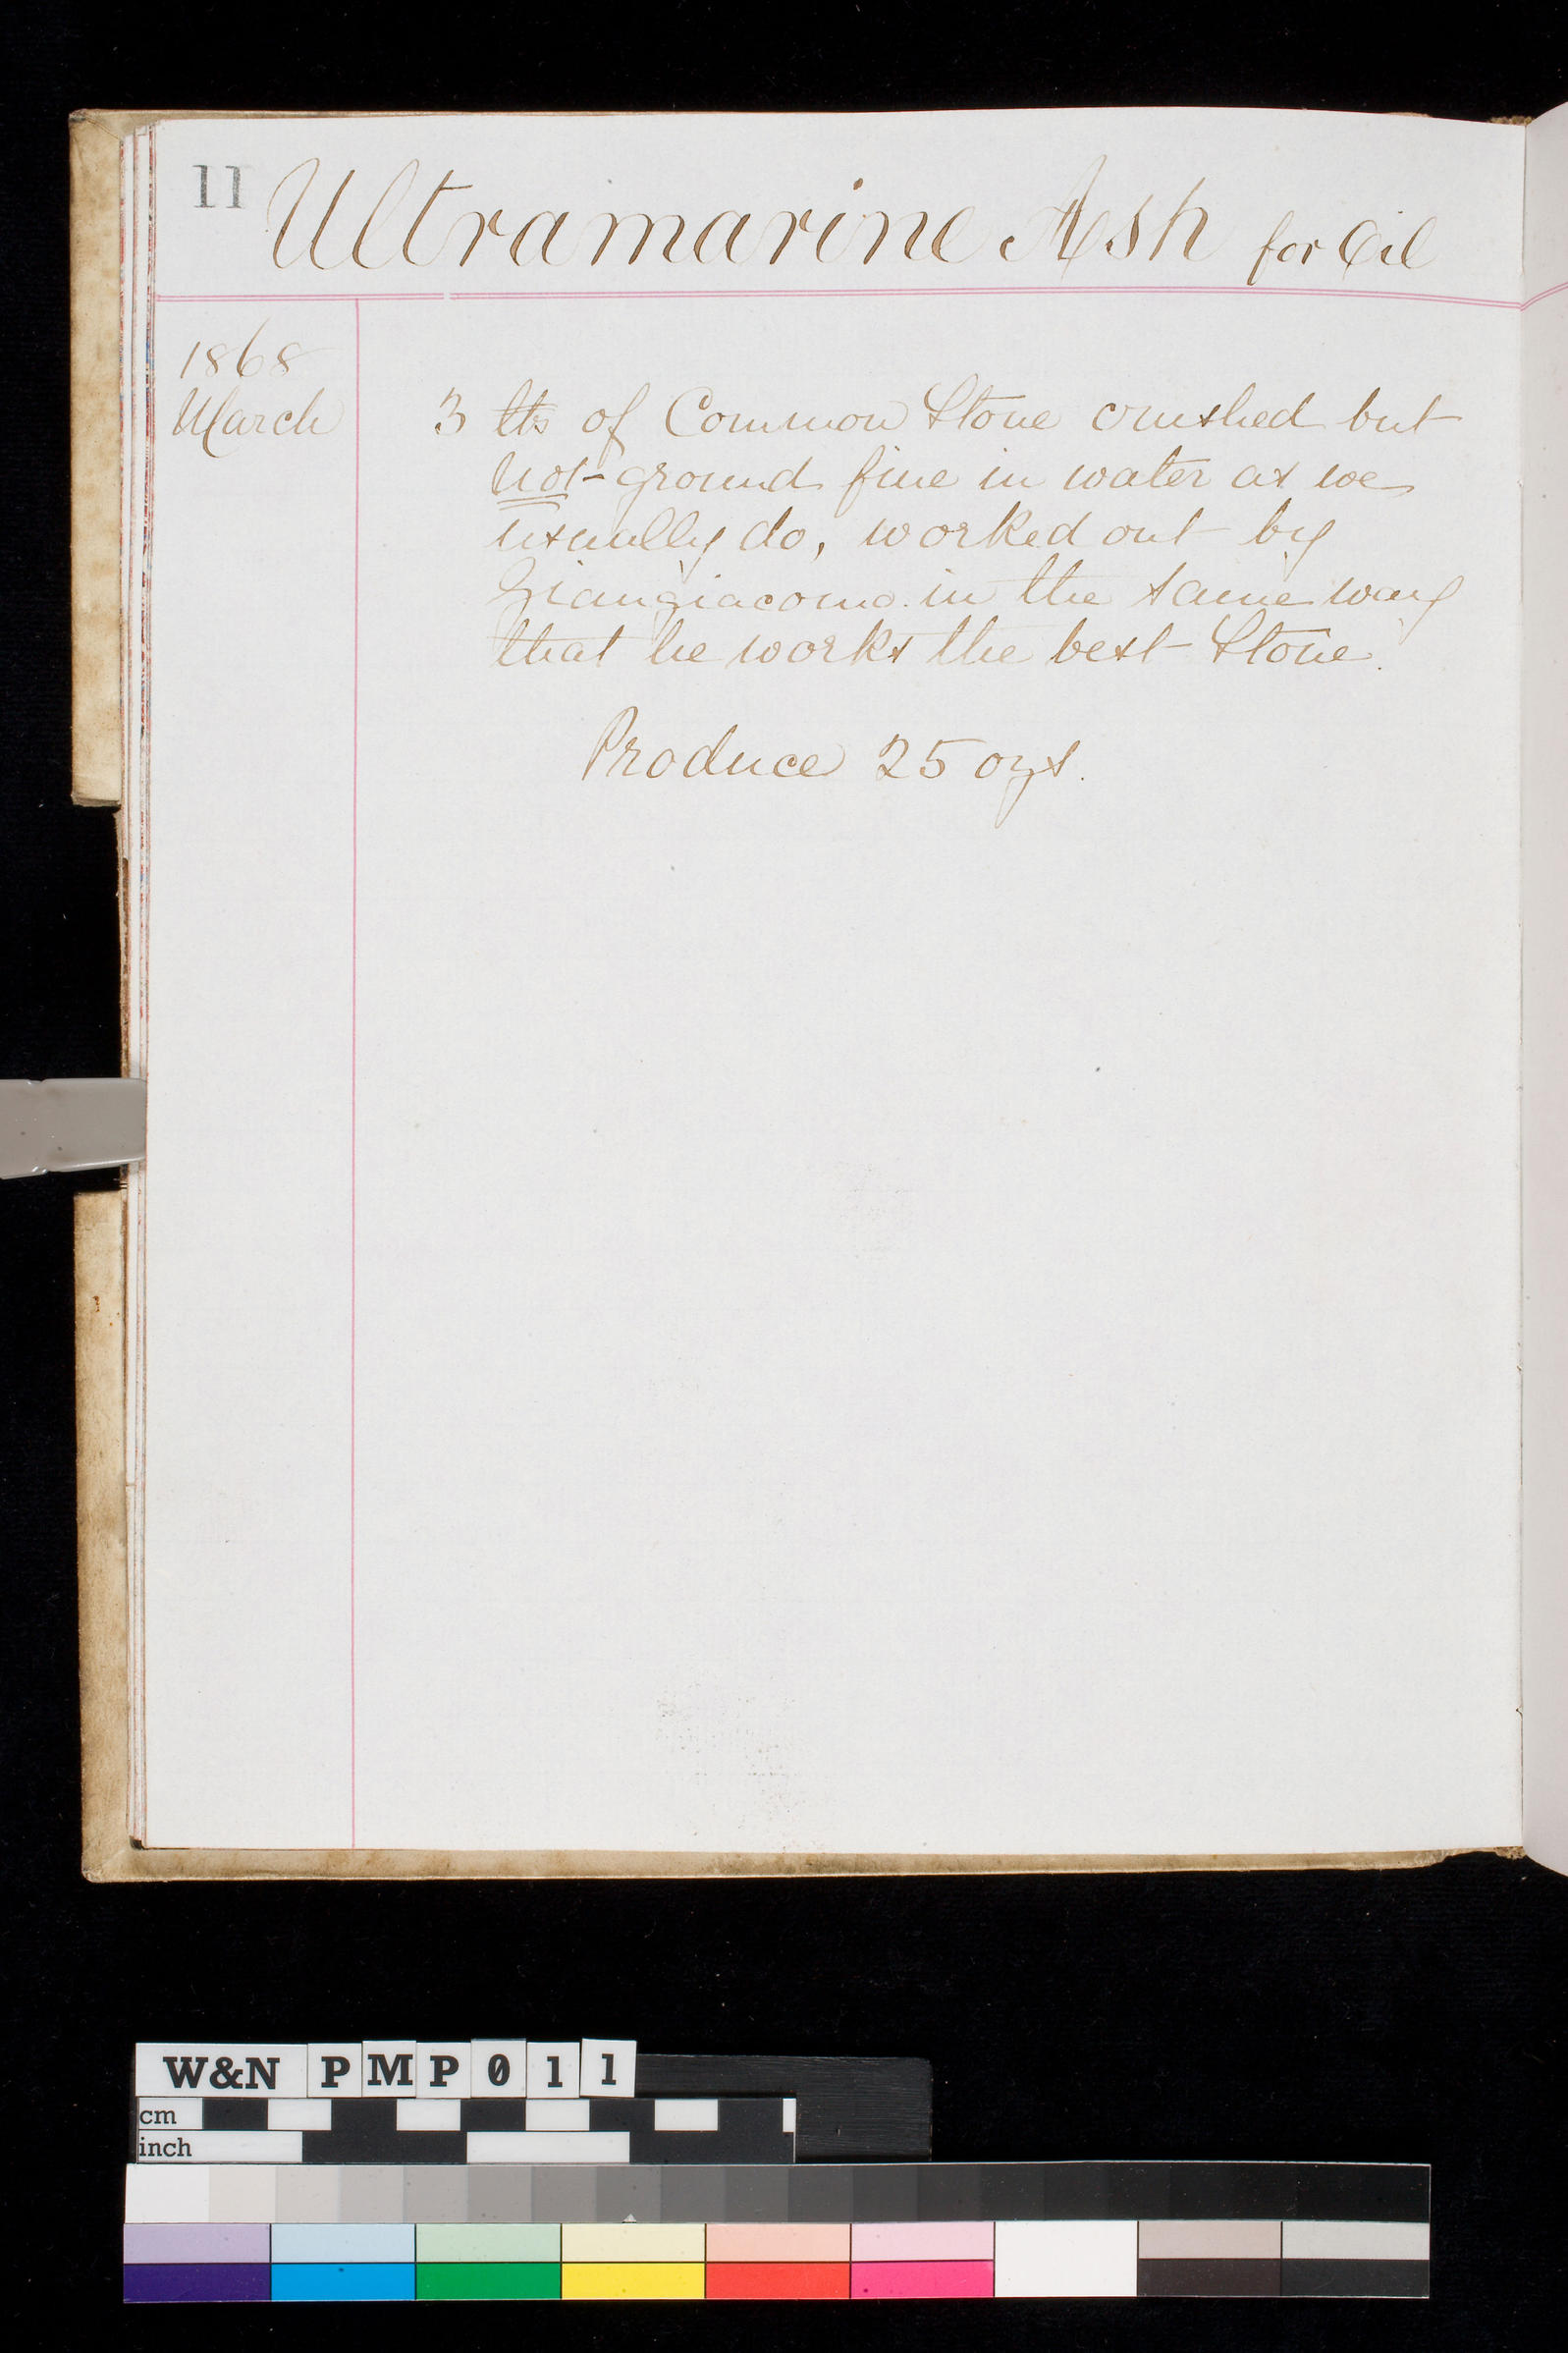 11 Ultramarine Ash for Oil
1868
March
3 lbs of Common Stone crushed but
not ground fine in water as we
usually do, worked out by
Giangiacomo in the same way
that he works the best Stone.
Produce 25 ozs.
W&N PMP011
cm
inch